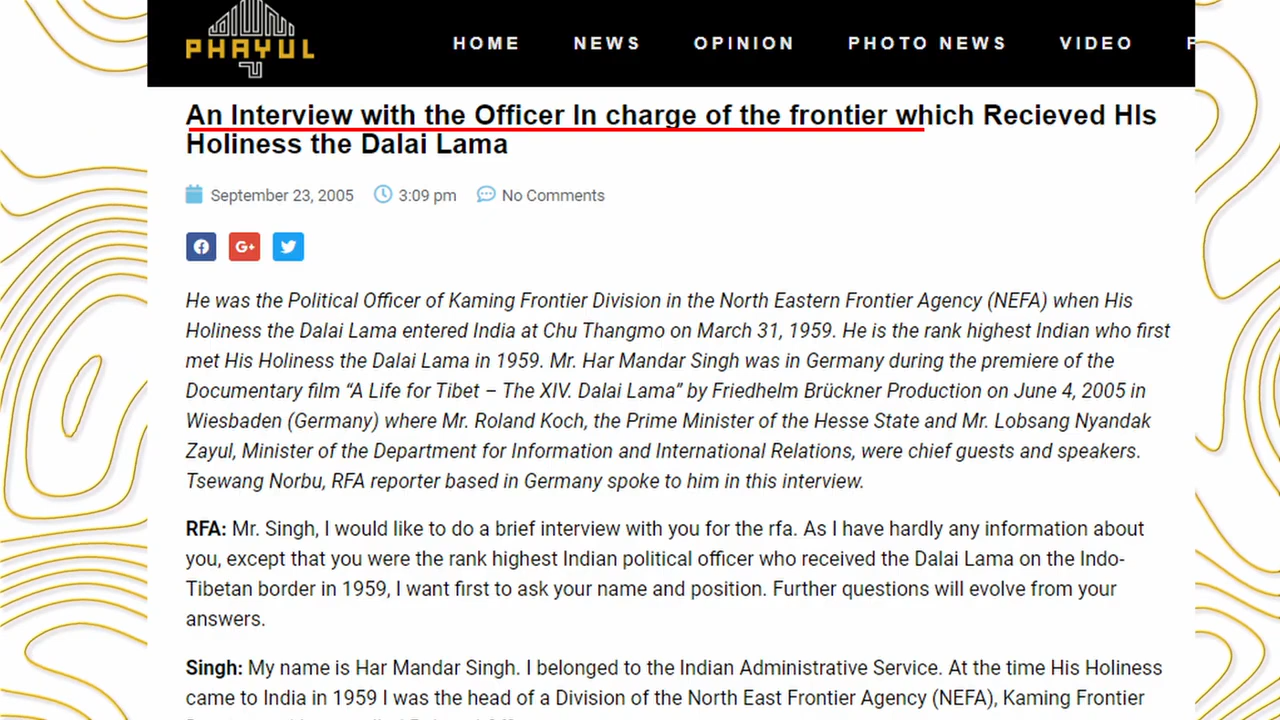 PHAYUL
HOME NEWS OPINION PHOTO NEWS VIDEO
An Interview with the Officer In charge of the frontier which Recieved HIs
Holiness the Dalai Lama
September 23, 2005 3:09 pm No Comments
G+
He was the Political Officer of Kaming Frontier Division in the North Eastern Frontier Agency (NEFA) when His
Holiness the Dalai Lama entered India at Chu Thangmo on March 31, 1959. He is the rank highest Indian who first
met His Holiness the Dalai Lama in 1959. Mr. Har Mandar Singh was in Germany during the premiere of the
Documentary film “A Life for Tibet – The XIV. Dalai Lama” by Friedhelm Brückner Production on June 4, 2005 in
Wiesbaden (Germany) where Mr. Roland Koch, the Prime Minister of the Hesse State and Mr. Lobsang Nyandak
Zayul, Minister of the Department for Information and International Relations, were chief guests and speakers.
Tsewang Norbu, RFA reporter based in Germany spoke to him in this interview.
RFA: Mr. Singh, I would like to do a brief interview with you for the rfa. As I have hardly any information about
you, except that you were the rank highest Indian political officer who received the Dalai Lama on the Indo-
Tibetan border in 1959, I want first to ask your name and position. Further questions will evolve from your
answers.
Singh: My name is Har Mandar Singh. I belonged to the Indian Administrative Service. At the time His Holiness
came to India in 1959 I was the head of a Division of the North East Frontier Agency (NEFA), Kaming Frontier